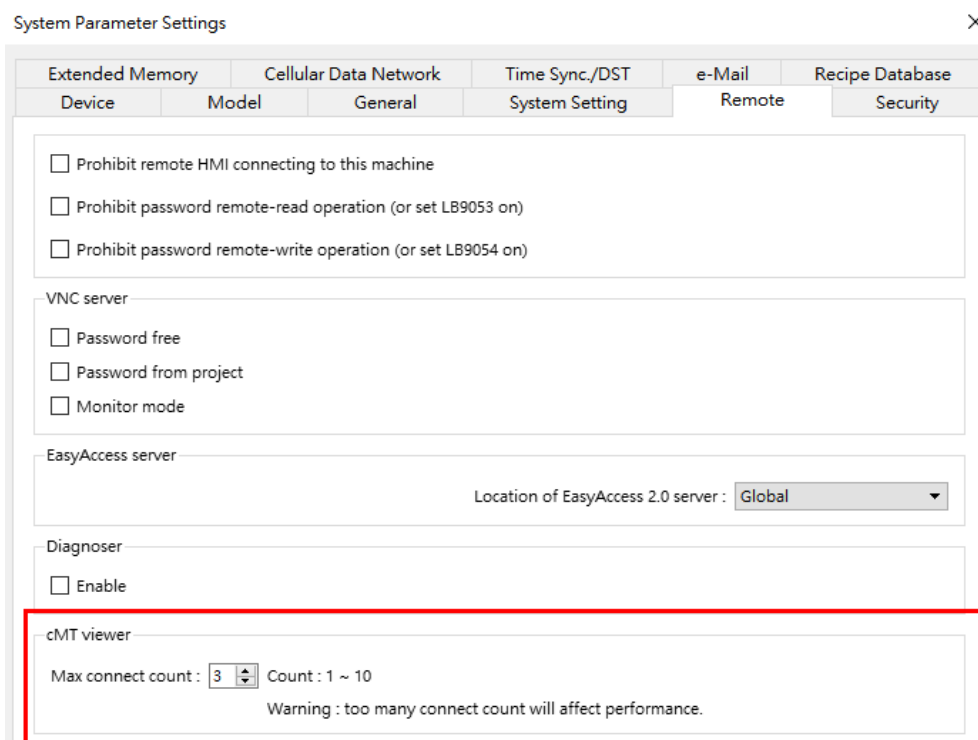 System Parameter Settings
Extended Memory Cellular Data Network Time Sync./DST e-Mail Recipe Database
Device Model General System Setting Remote Security
Prohibit remote HMI connecting to this machine
Prohibit password remote-read operation (or set LB9053 on)
Prohibit password remote-write operation (or set LB9054 on)
VNC server
Password free
Password from project
Monitor mode
EasyAccess server
Location of EasyAccess 2.0 server : Global
Diagnoser
Enable
cMT viewer
Max connect count : 3 Count : 1 ~ 10
Warning : too many connect count will affect performance.